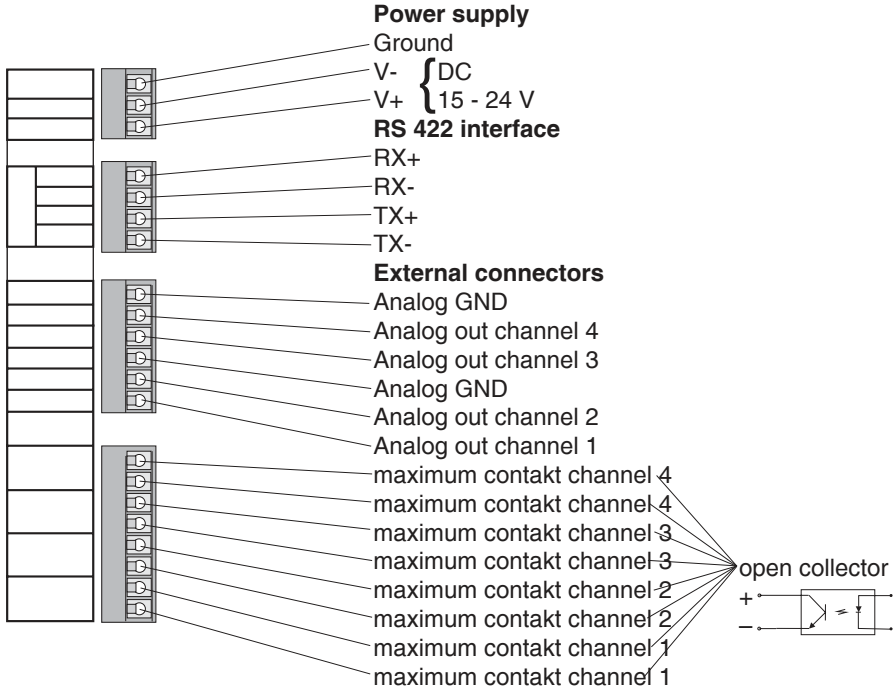 Power supply
Ground
V- { DC
V+ 15 - 24 V
RS 422 interface
RX+
RX-
TX+
TX-
External connectors
Analog GND
Analog out channel 4
Analog out channel 3
Analog GND
Analog out channel 2
Analog out channel 1
maximum contakt channel 4
maximum contakt channel 4
maximum contakt channel 3
maximum contakt channel 3
maximum contakt channel 2
maximum contakt channel 2
maximum contakt channel 1
maximum contakt channel 1
open collector
+
−